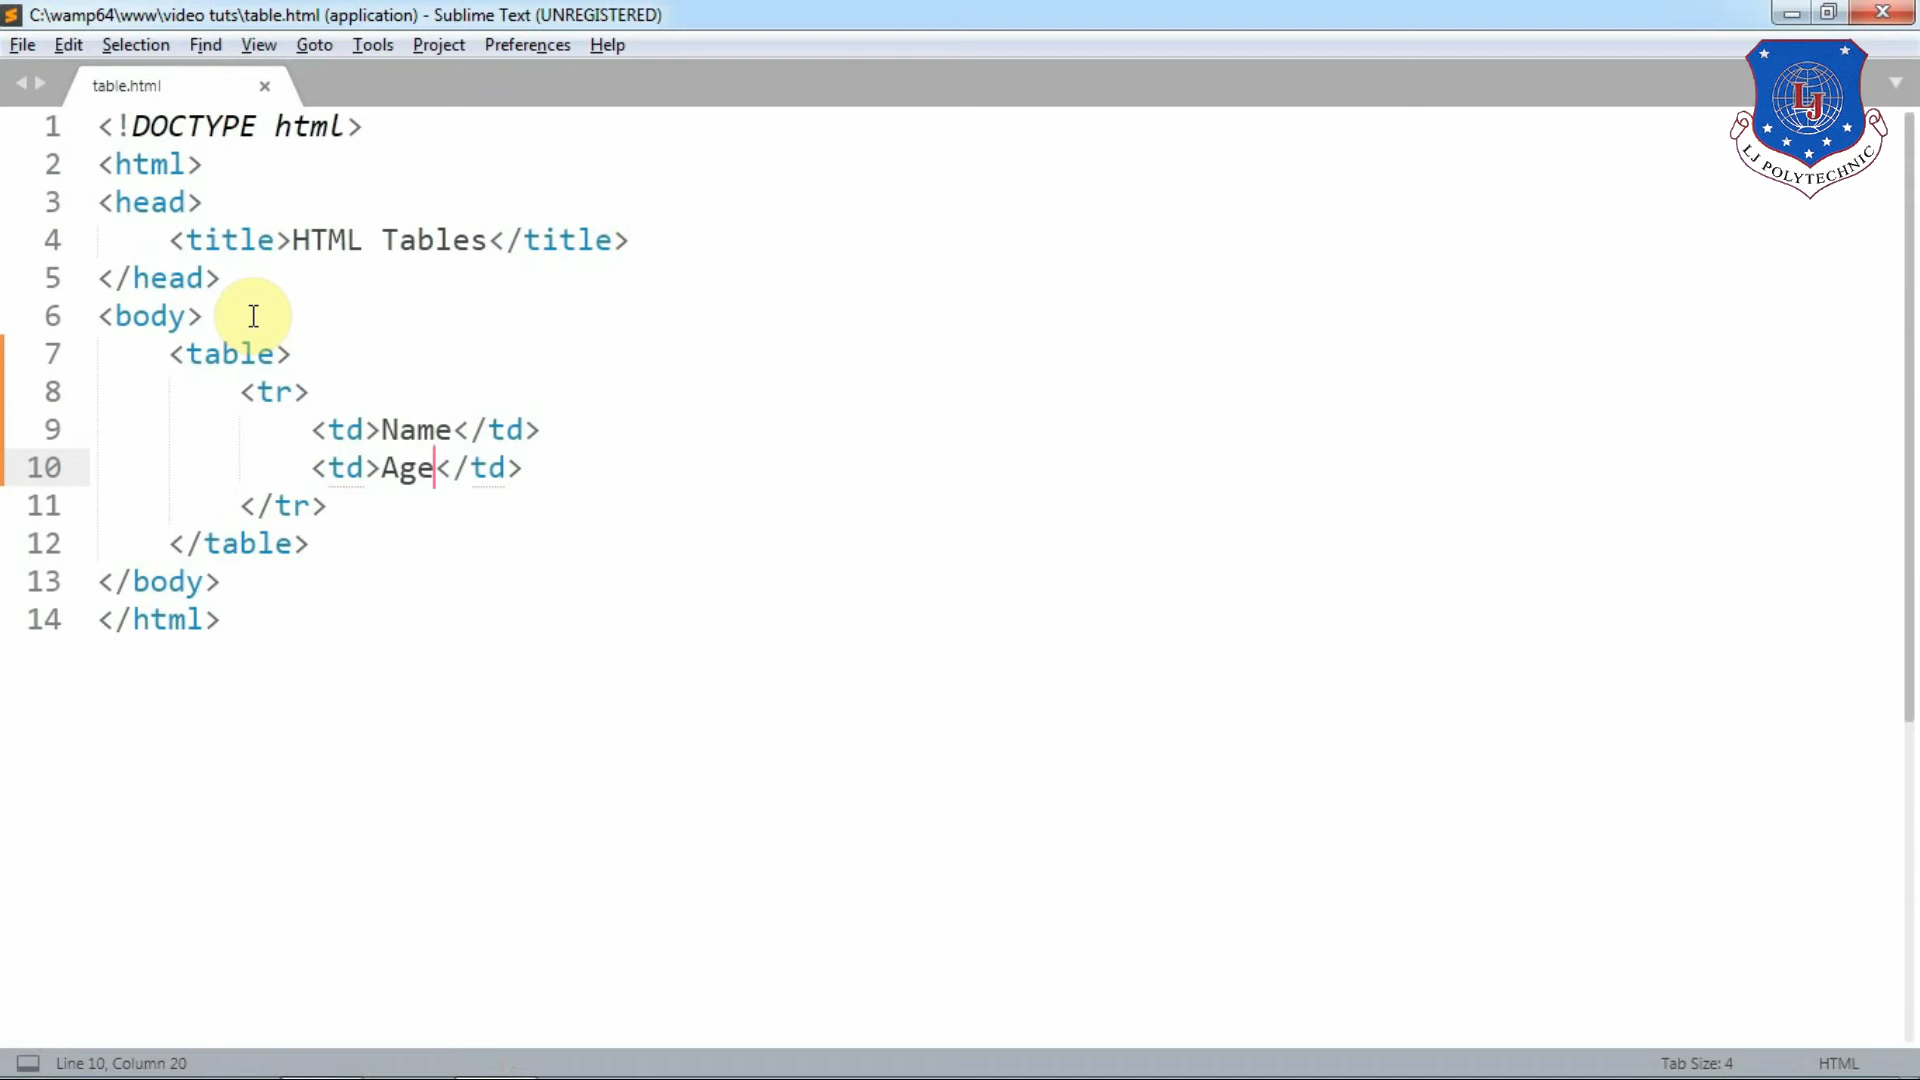 C:\wamp64\www\video tuts\table.html (application) - Sublime Text (UNREGISTERED)
File Edit Selection Find View Goto Tools Project Preferences Help
table.html
1 <!DOCTYPE html>
2 <html>
3 <head>
4 <title>HTML Tables</title>
5 </head>
6 <body>
7 <table>
8 <tr>
9 <td>Name</td>
10 <td>Age</td>
11 </tr>
12 </table>
13 </body>
14 </html>
LJ
LJ POLYTECHNIC
Line 10, Column 20
Tab Size: 4
HTML